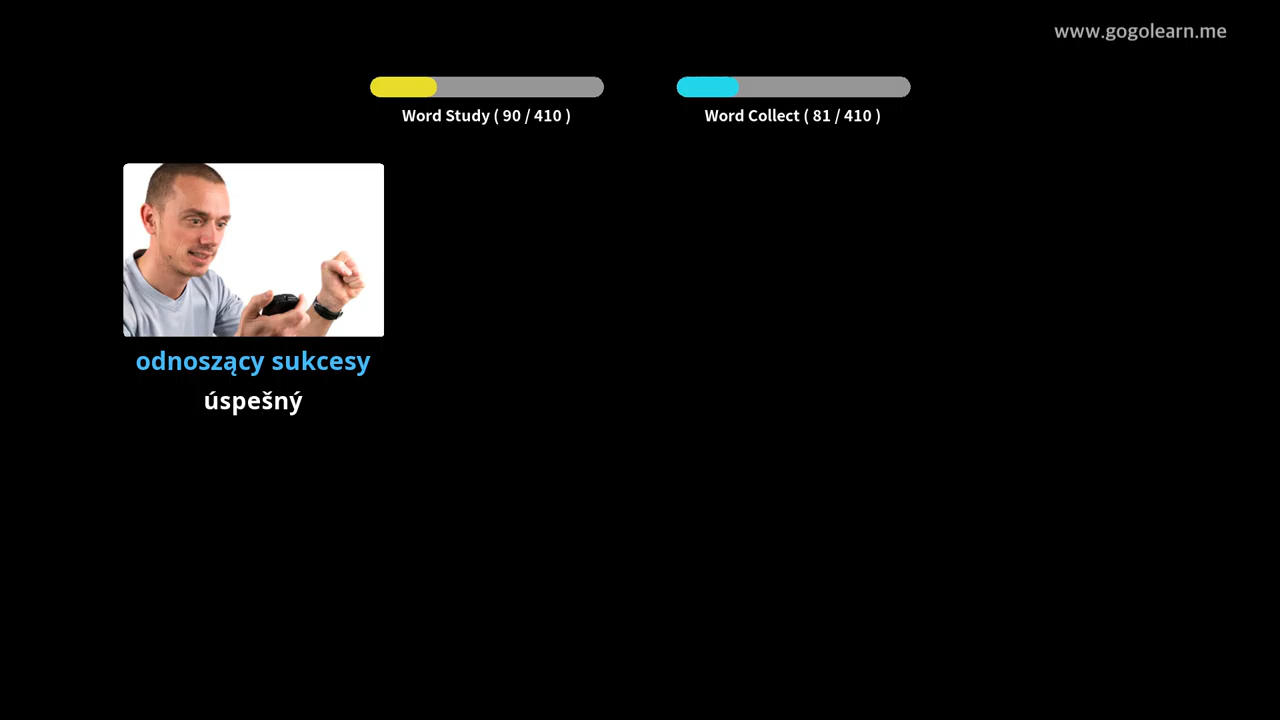 www.gogolearn.me
Word Study ( 90 / 410 )
Word Collect ( 81 / 410 )
odnoszący sukcesy
úspešný